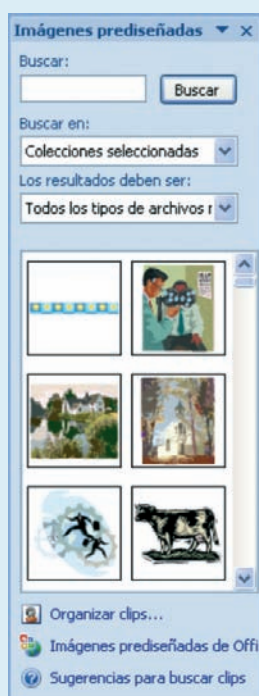 Imágenes prediseñadas
Buscar:
Buscar
Buscar en:
Colecciones seleccionadas
Los resultados deben ser:
Todos los tipos de archivos
Organizar clips...
Imágenes prediseñadas de Offi
Sugerencias para buscar clips